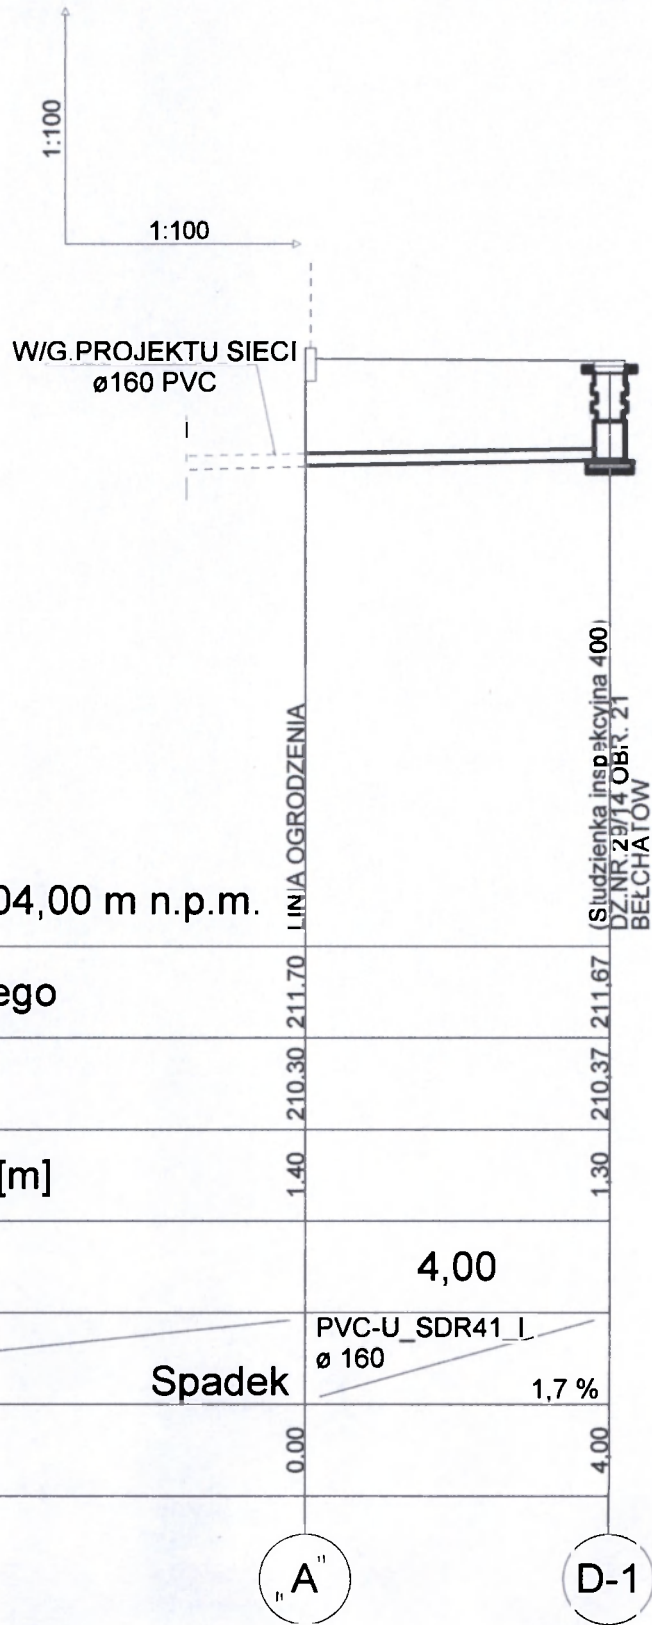 1:100
1:100
W/G.PROJEKTU SIECI
ø160 PVC
LINIA OGRODZENIA
(Studzienka inspekcyjna 400)
DZ.NR.29/14 OBR. 21
BEŁCHATÓW
04,00 m n.p.m.
ego
211.70
211,67
210.30
210,37
[m]
1.40
1,30
4,00
PVC-U_SDR41_L
ø 160
Spadek
1,7 %
0.00
4,00
„A"
D-1